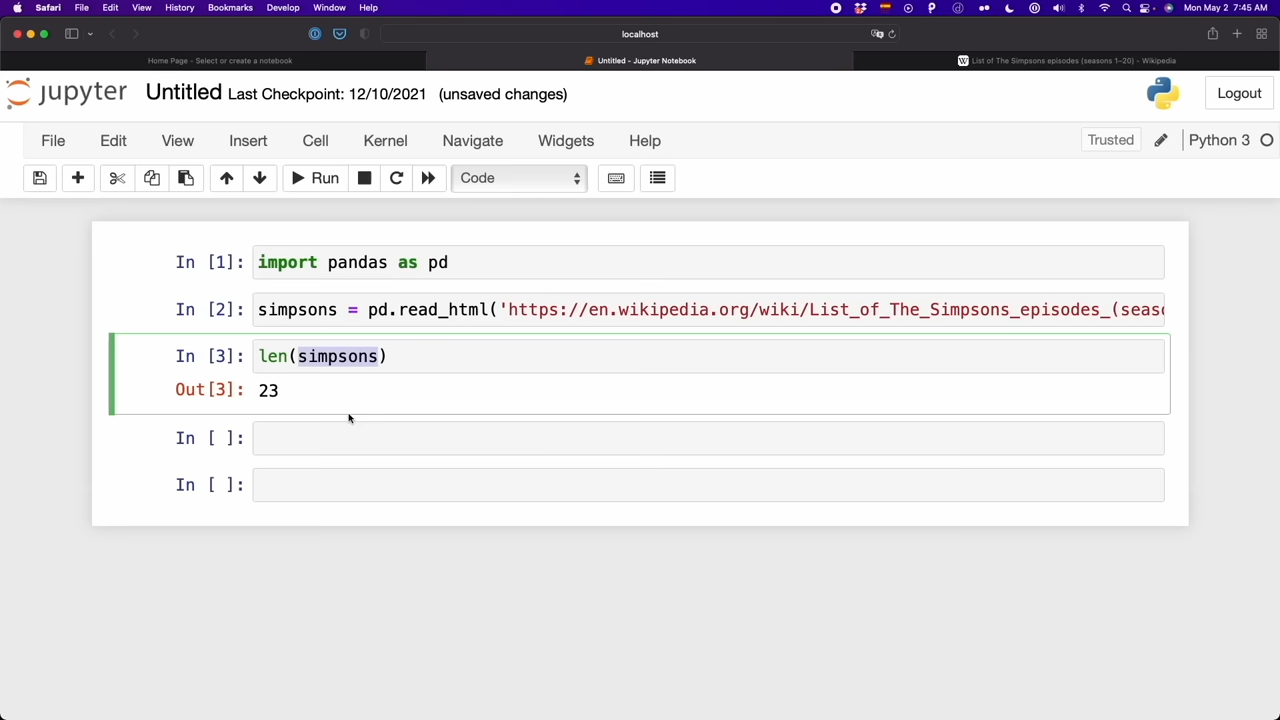 Safari File Edit View History Bookmarks Develop Window Help Mon May 2 7:45 AM
localhost
Home Page - Select or create a notebook Untitled - Jupyter Notebook W List of The Simpsons episodes (seasons 1–20) - Wikipedia
jupyter Untitled Last Checkpoint: 12/10/2021 (unsaved changes) Logout
File Edit View Insert Cell Kernel Navigate Widgets Help Trusted Python 3
Run Code
In [1]: import pandas as pd
In [2]: simpsons = pd.read_html('https://en.wikipedia.org/wiki/List_of_The_Simpsons_episodes_(seaso
In [3]: len(simpsons)
Out[3]: 23
In [ ]:
In [ ]: